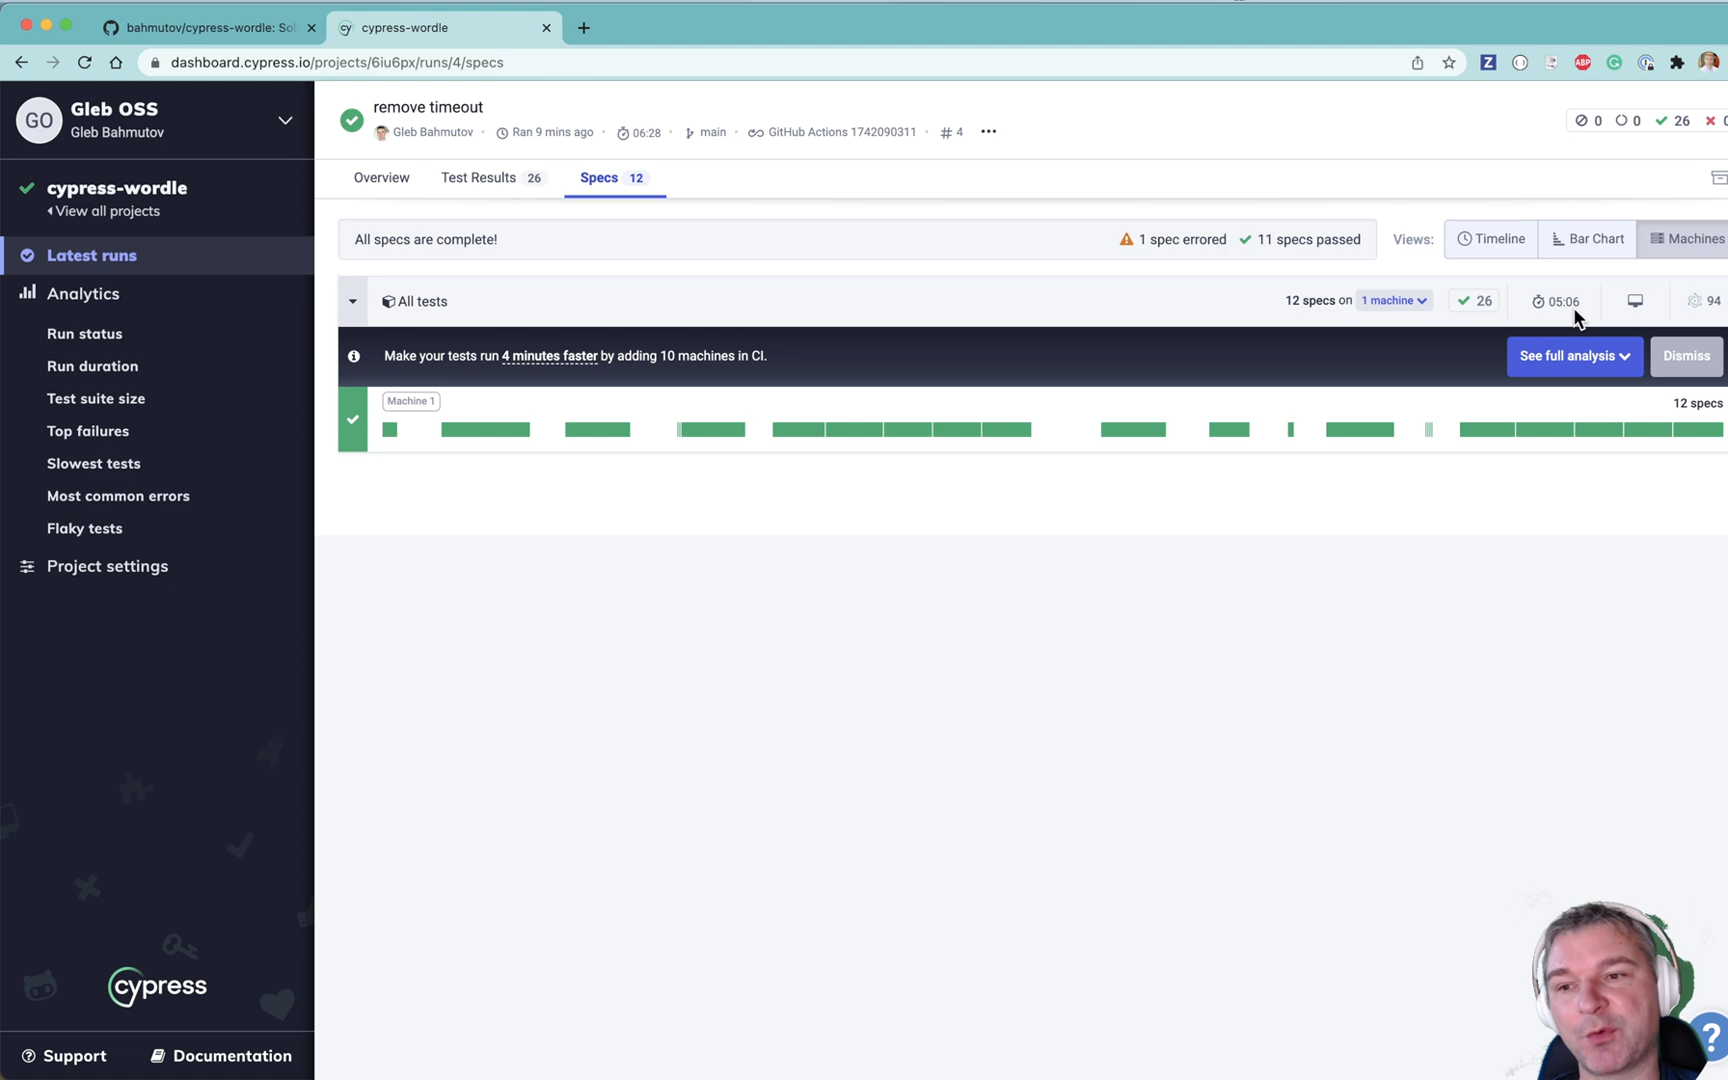 bahmutov/cypress-wordle: Sol
cy cypress-wordle
dashboard.cypress.io/projects/6iu6px/runs/4/specs
Z
ABP
GO
Gleb OSS
Gleb Bahmutov
cypress-wordle
View all projects
Latest runs
Analytics
Run status
Run duration
Test suite size
Top failures
Slowest tests
Most common errors
Flaky tests
Project settings
cypress
Support
Documentation
remove timeout
Gleb Bahmutov · Ran 9 mins ago · 06:28 · main · GitHub Actions 1742090311 · # 4 •••
0 0 26 0
Overview
Test Results 26
Specs 12
All specs are complete!
1 spec errored 11 specs passed
Views: Timeline Bar Chart Machines
All tests
12 specs on 1 machine 26 05:06 94
Make your tests run 4 minutes faster by adding 10 machines in CI.
See full analysis
Dismiss
Machine 1
12 specs
?